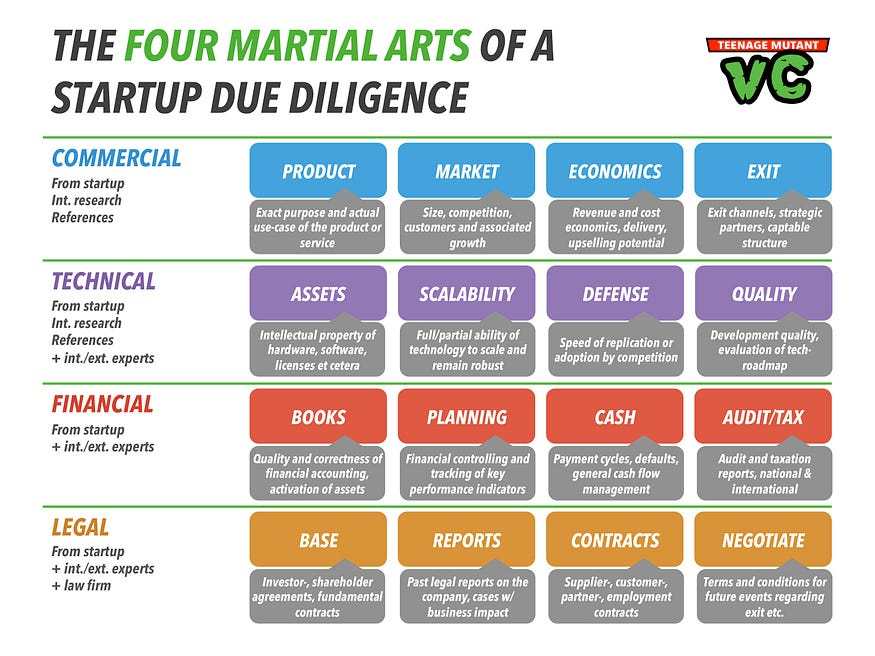 THE FOUR MARTIAL ARTS OF A
STARTUP DUE DILIGENCE
TEENAGE MUTANT
VC
COMMERCIAL
From startup
Int. research
References
PRODUCT
Exact purpose and actual
use-case of the product or
service
MARKET
Size, competition,
customers and associated
growth
ECONOMICS
Revenue and cost
economics, delivery,
upselling potential
EXIT
Exit channels, strategic
partners, captable
structure
TECHNICAL
From startup
Int. research
References
+ int./ext. experts
ASSETS
Intellectual property of
hardware, software,
licenses et cetera
SCALABILITY
Full/partial ability of
technology to scale and
remain robust
DEFENSE
Speed of replication or
adoption by competition
QUALITY
Development quality,
evaluation of tech-
roadmap
FINANCIAL
From startup
+ int./ext. experts
BOOKS
Quality and correctness of
financial accounting,
activation of assets
PLANNING
Financial controlling and
tracking of key
performance indicators
CASH
Payment cycles, defaults,
general cash flow
management
AUDIT/TAX
Audit and taxation
reports, national &
international
LEGAL
From startup
+ int./ext. experts
+ law firm
BASE
Investor-, shareholder
agreements, fundamental
contracts
REPORTS
Past legal reports on the
company, cases w/
business impact
CONTRACTS
Supplier-, customer-,
partner-, employment
contracts
NEGOTIATE
Terms and conditions for
future events regarding
exit etc.